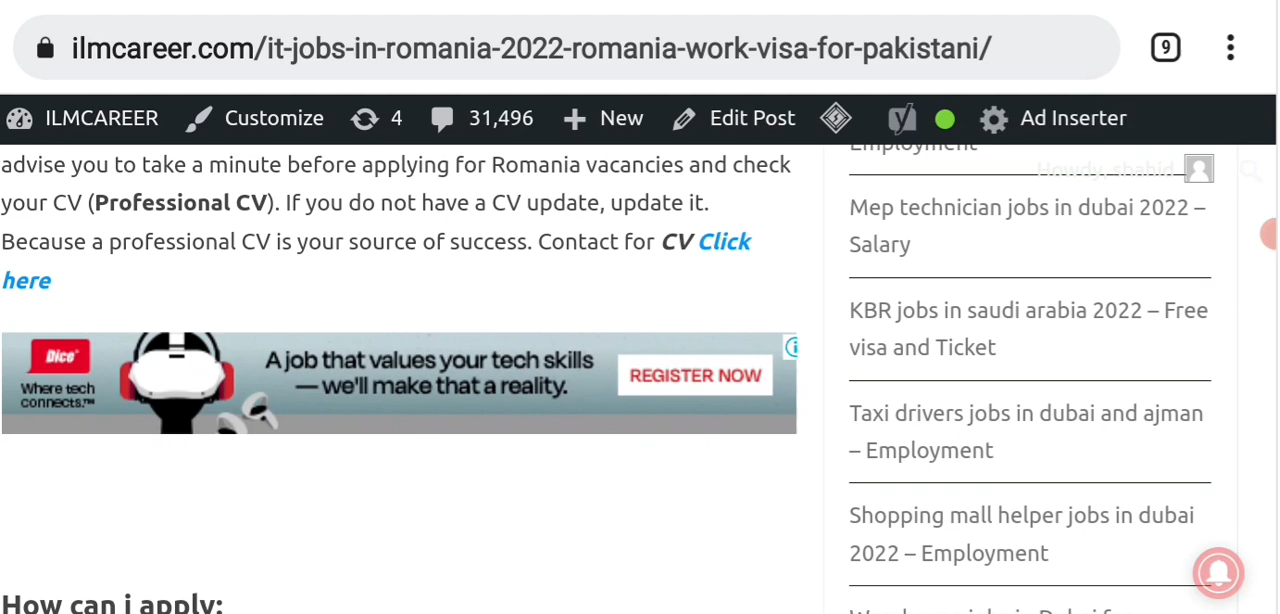 ilmcareer.com/it-jobs-in-romania-2022-romania-work-visa-for-pakistani/ 9
ILMCAREER Customize 4 31,496 New Edit Post Ad Inserter
Howdy, shahid
advise you to take a minute before applying for Romania vacancies and check
your CV (Professional CV). If you do not have a CV update, update it.
Because a professional CV is your source of success. Contact for CV Click
here
Dice
Where tech
connects.™
A job that values your tech skills
— we'll make that a reality.
REGISTER NOW
How can i apply:
Employment
Mep technician jobs in dubai 2022 –
Salary
KBR jobs in saudi arabia 2022 – Free
visa and Ticket
Taxi drivers jobs in dubai and ajman
– Employment
Shopping mall helper jobs in dubai
2022 – Employment